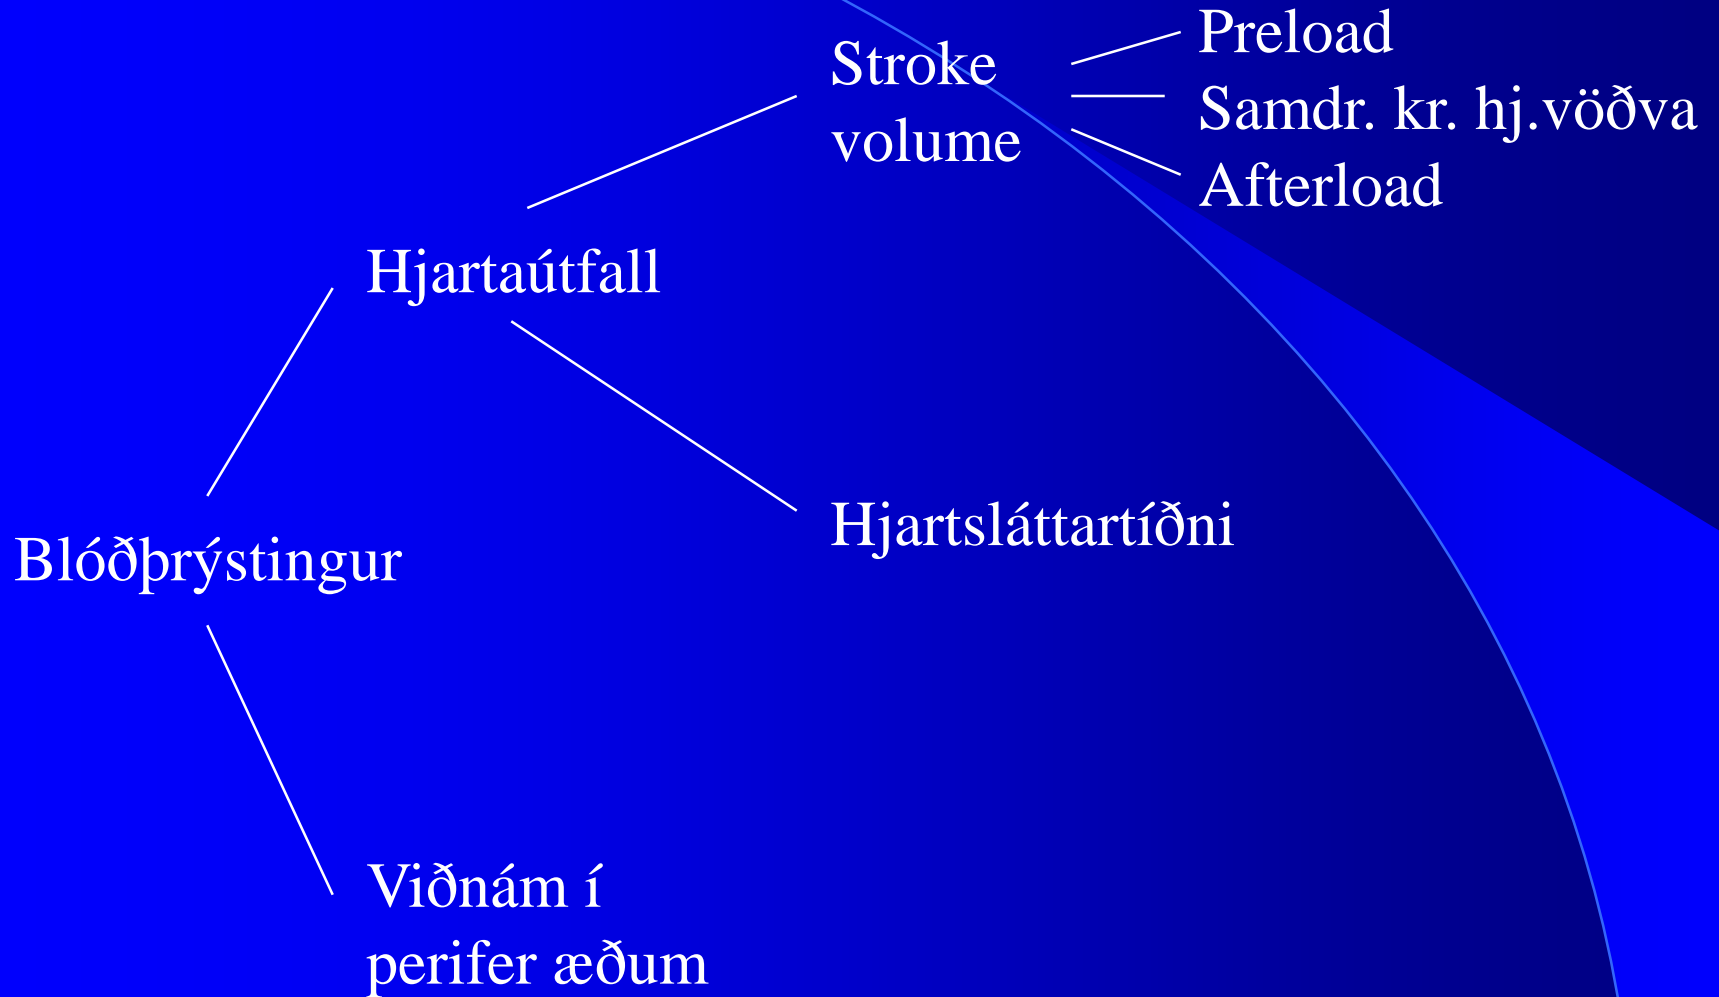 Preload
Stroke
Samdr. kr. hj.vöðva
volume
Afterload
Hjartaútfall
Hjartsláttartíðni
Blóðþrýstingur
Viðnám í
perifer æðum